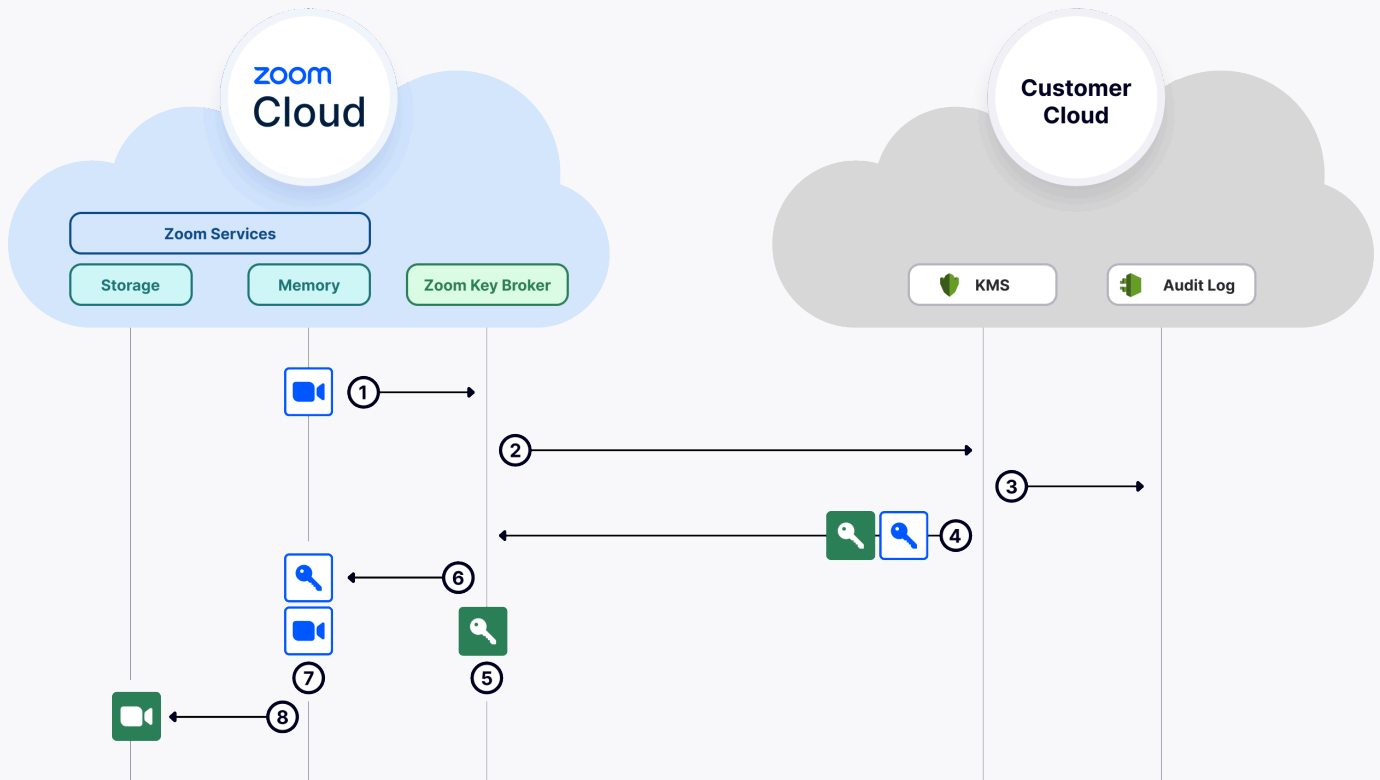 zoom
Cloud
Customer
Cloud
Zoom Services
Storage
Memory
Zoom Key Broker
KMS
Audit Log
1
2
3
4
6
7
5
8